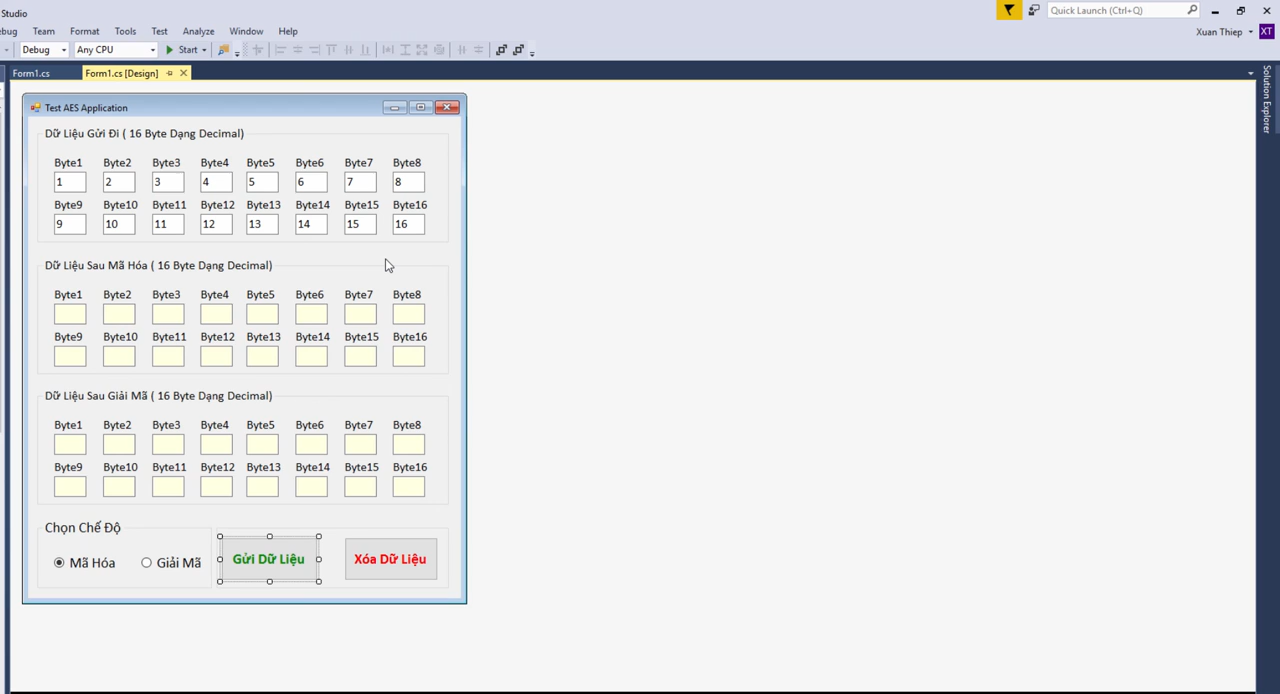 Studio
Quick Launch (Ctrl+Q)
Team Format Tools Test Analyze Window Help
Xuan Thiep XT
Debug Any CPU Start
Form1.cs Form1.cs [Design]
Solution Explorer
Test AES Application
Dữ Liệu Gửi Đi ( 16 Byte Dạng Decimal)
Byte1 Byte2 Byte3 Byte4 Byte5 Byte6 Byte7 Byte8
1 2 3 4 5 6 7 8
Byte9 Byte10 Byte11 Byte12 Byte13 Byte14 Byte15 Byte16
9 10 11 12 13 14 15 16
Dữ Liệu Sau Mã Hóa ( 16 Byte Dạng Decimal)
Byte1 Byte2 Byte3 Byte4 Byte5 Byte6 Byte7 Byte8
Byte9 Byte10 Byte11 Byte12 Byte13 Byte14 Byte15 Byte16
Dữ Liệu Sau Giải Mã ( 16 Byte Dạng Decimal)
Byte1 Byte2 Byte3 Byte4 Byte5 Byte6 Byte7 Byte8
Byte9 Byte10 Byte11 Byte12 Byte13 Byte14 Byte15 Byte16
Chọn Chế Độ
Mã Hóa Giải Mã Gửi Dữ Liệu Xóa Dữ Liệu